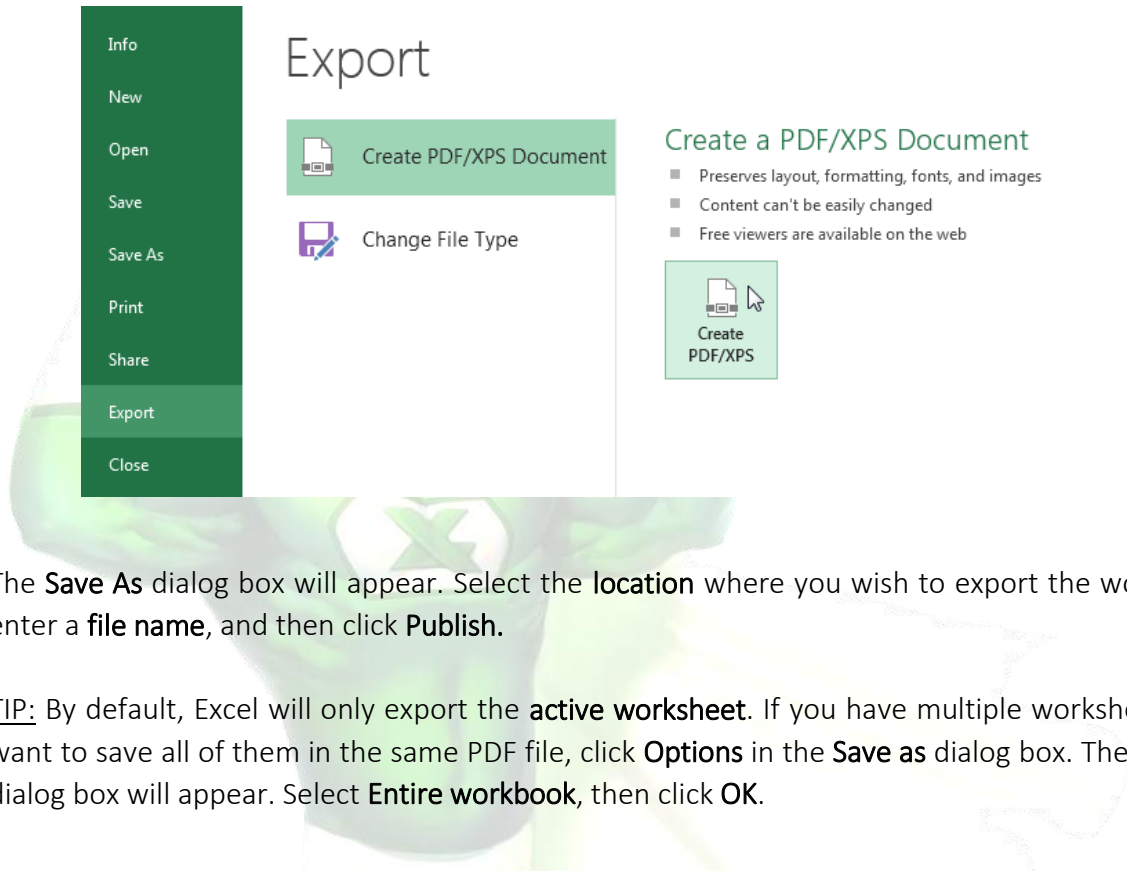 Info
New
Open
Save
Save As
Print
Share
Export
Close
Export
Create PDF/XPS Document
Change File Type
Create a PDF/XPS Document
Preserves layout, formatting, fonts, and images
Content can't be easily changed
Free viewers are available on the web
Create
PDF/XPS
X
The Save As dialog box will appear. Select the location where you wish to export the wo
enter a file name, and then click Publish.
TIP: By default, Excel will only export the active worksheet. If you have multiple workshe
want to save all of them in the same PDF file, click Options in the Save as dialog box. The
dialog box will appear. Select Entire workbook, then click OK.